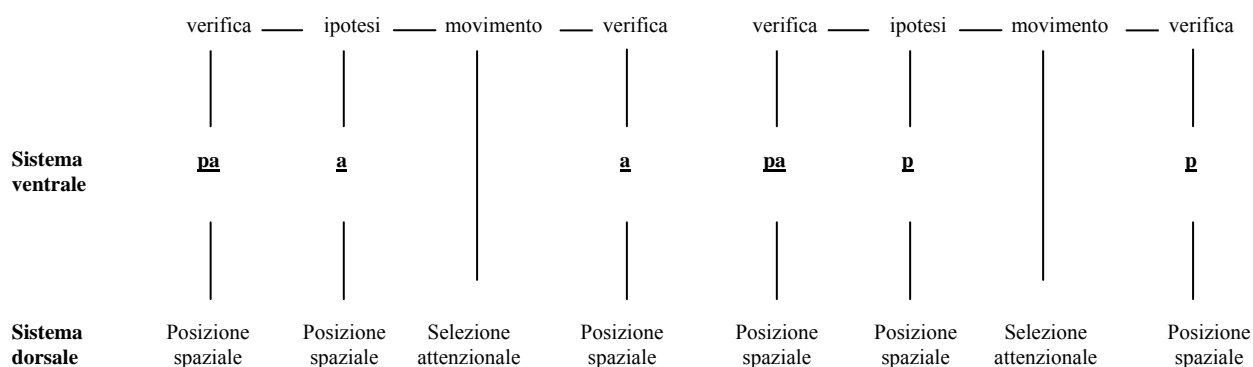 verifica ipotesi movimento verifica verifica ipotesi movimento verifica
Sistema pa a a pa p p
ventrale
Sistema Posizione Posizione Selezione Posizione Posizione Posizione Selezione Posizione
dorsale spaziale spaziale attenzionale spaziale spaziale spaziale attenzionale spaziale